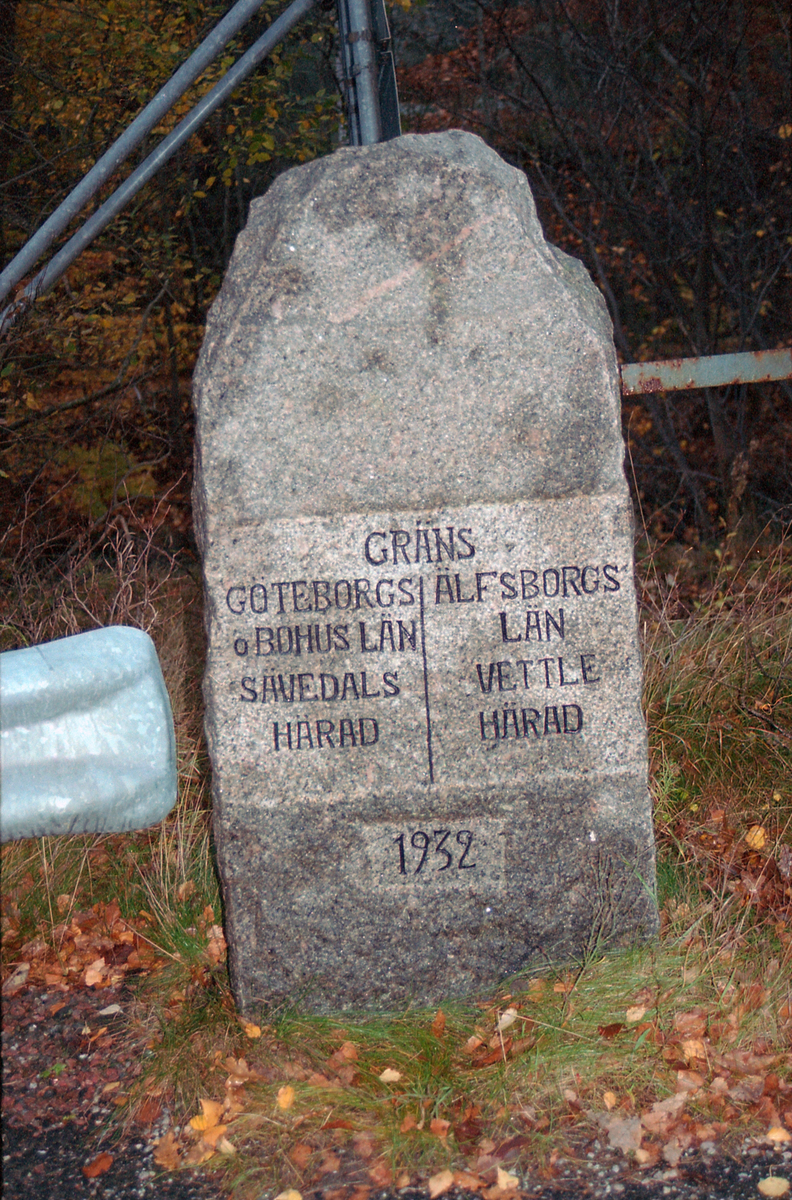 GRÄNS
GÖTEBORGS
o BOHUS LÄN
SÄVEDALS
HÄRAD
ÄLFSBORGS
LÄN
VETTLE
HÄRAD
1932